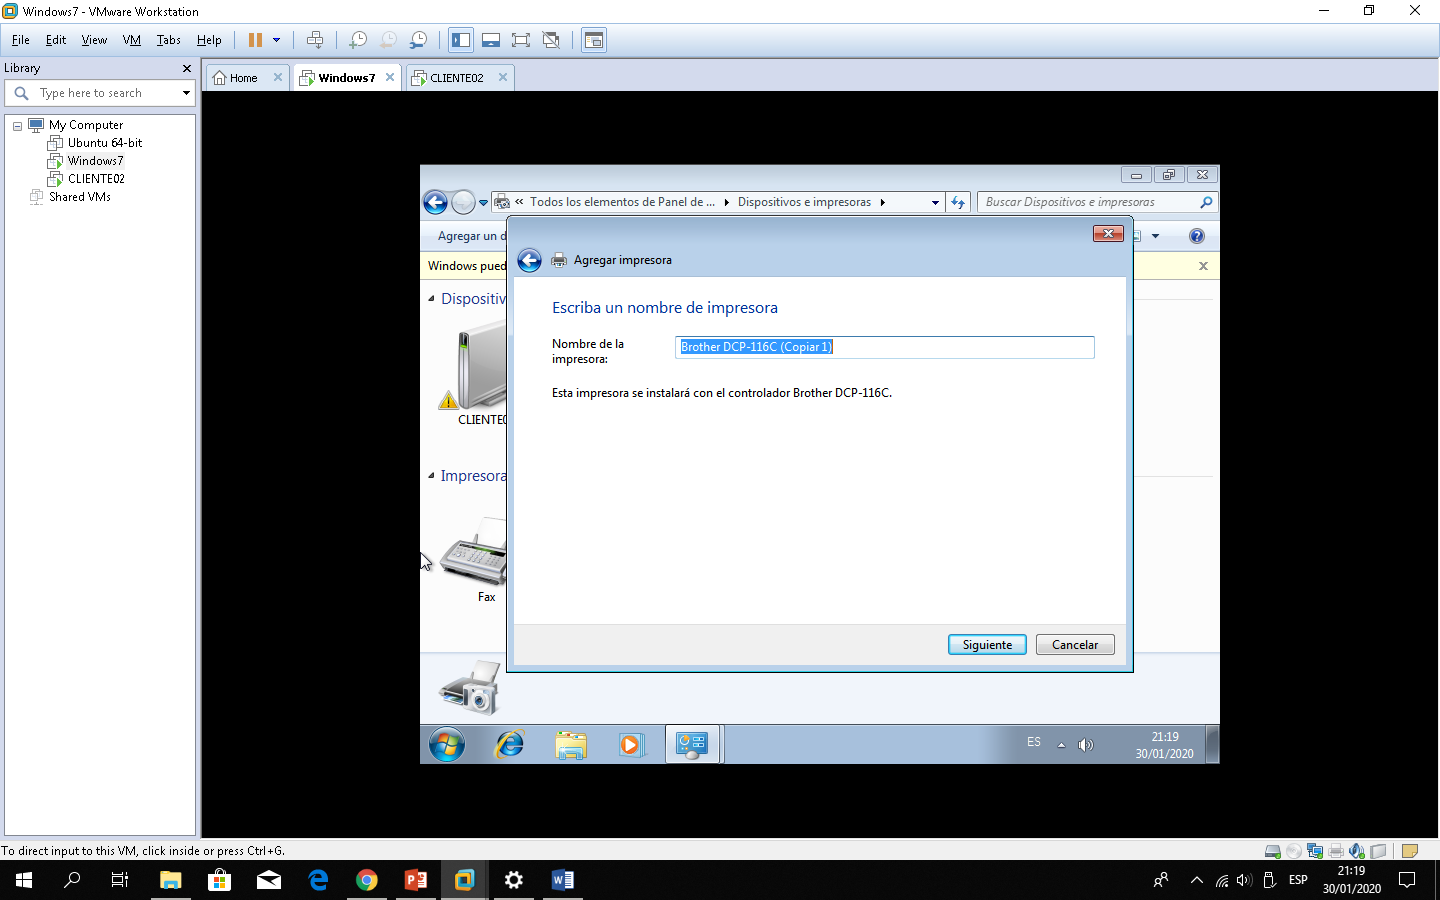 Windows7 - VMware Workstation
File Edit View VM Tabs Help
Library
Type here to search
My Computer
Ubuntu 64-bit
Windows7
CLIENTE02
Shared VMs
Home
Windows7
CLIENTE02
« Todos los elementos de Panel de ... Dispositivos e impresoras
Buscar Dispositivos e impresoras
Agregar un d
Windows pued
Dispositiv
CLIENTE0
Impresora
Fax
Agregar impresora
Escriba un nombre de impresora
Nombre de la
impresora:
Brother DCP-116C (Copiar 1)
Esta impresora se instalará con el controlador Brother DCP-116C.
Siguiente
Cancelar
ES
21:19
30/01/2020
To direct input to this VM, click inside or press Ctrl+G.
ESP
21:19
30/01/2020